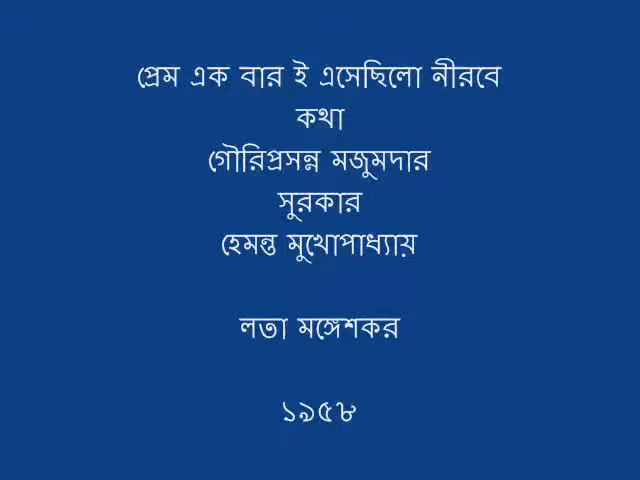 প্রেম এক বার ই এসেছিলো নীরবে
কথা
গৌরিপ্রসন্ন মজুমদার
সুরকার
হেমন্ত মুখোপাধ্যায়
লতা মঙ্গেশকর
১৯৫৮